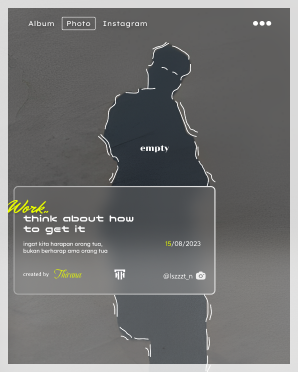 Album Photo Instagram
empty
Work..
think about how
to get it
ingat kita harapan orang tua,
bukan berharap ama orang tua
15/08/2023
created by Thirana
@lszzzt_n